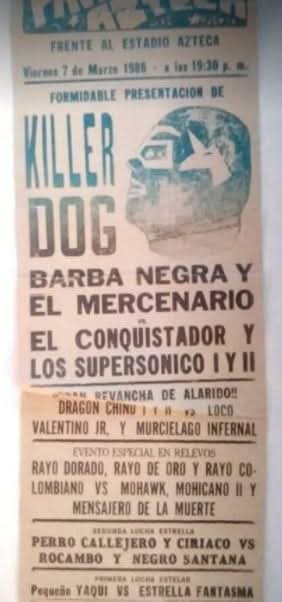 AZTECA
FRENTE AL ESTADIO AZTECA
Viernes 7 de Marzo 1986 - a las 19:30 p. m.
FORMIDABLE PRESENTACION DE
KILLER
DOG
BARBA NEGRA Y
EL MERCENARIO
vs
EL CONQUISTADOR Y
LOS SUPERSONICO I Y II
REVANCHA DE ALARIDO!!
DRAGON CHINO I Y II vs LOCO
VALENTINO JR, Y MURCIELAGO INFERNAL
EVENTO ESPECIAL EN RELEVOS
RAYO DORADO, RAYO DE ORO Y RAYO CO-
LOMBIANO VS MOHAWK, MOHICANO II Y
MENSAJERO DE LA MUERTE
SEGUNDA LUCHA ESTRELLA
PERRO CALLEJERO Y CIRIACO VS
ROCAMBO Y NEGRO SANTANA
PRIMERA LUCHA ESTELAR
Pequeño YAQUI VS ESTRELLA FANTASMA